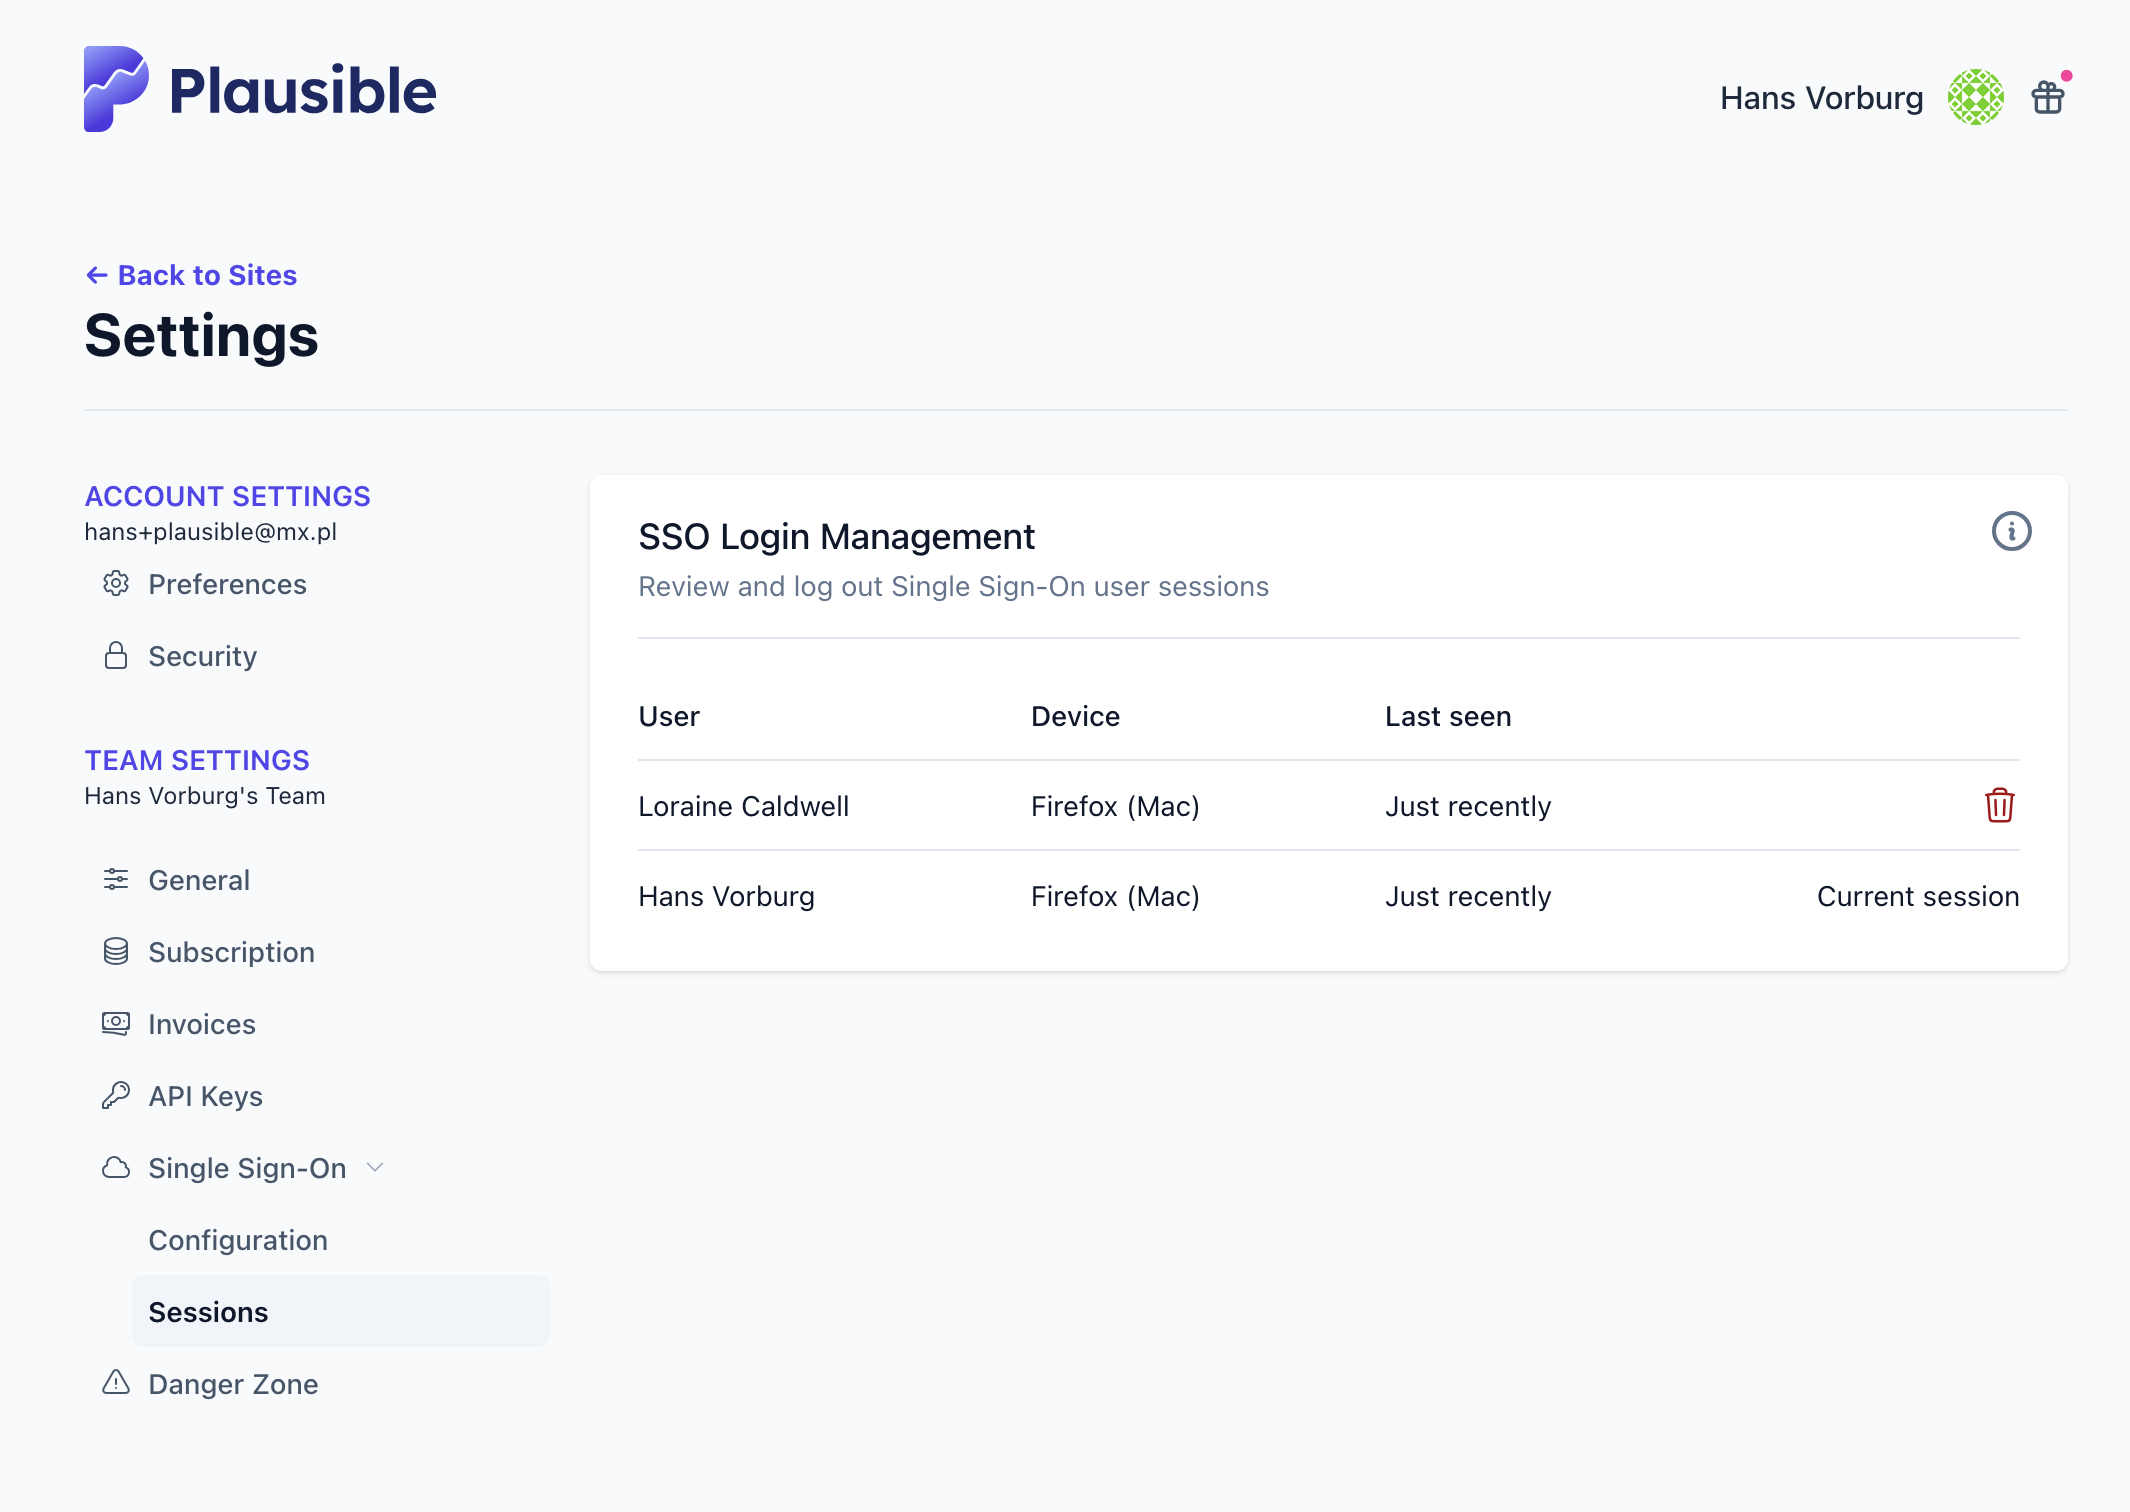 Plausible
Hans Vorburg
← Back to Sites
Settings
ACCOUNT SETTINGS
hans+plausible@mx.pl
Preferences
Security
TEAM SETTINGS
Hans Vorburg's Team
General
Subscription
Invoices
API Keys
Single Sign-On
Configuration
Sessions
Danger Zone
SSO Login Management
Review and log out Single Sign-On user sessions
User Device Last seen
Loraine Caldwell Firefox (Mac) Just recently
Hans Vorburg Firefox (Mac) Just recently Current session